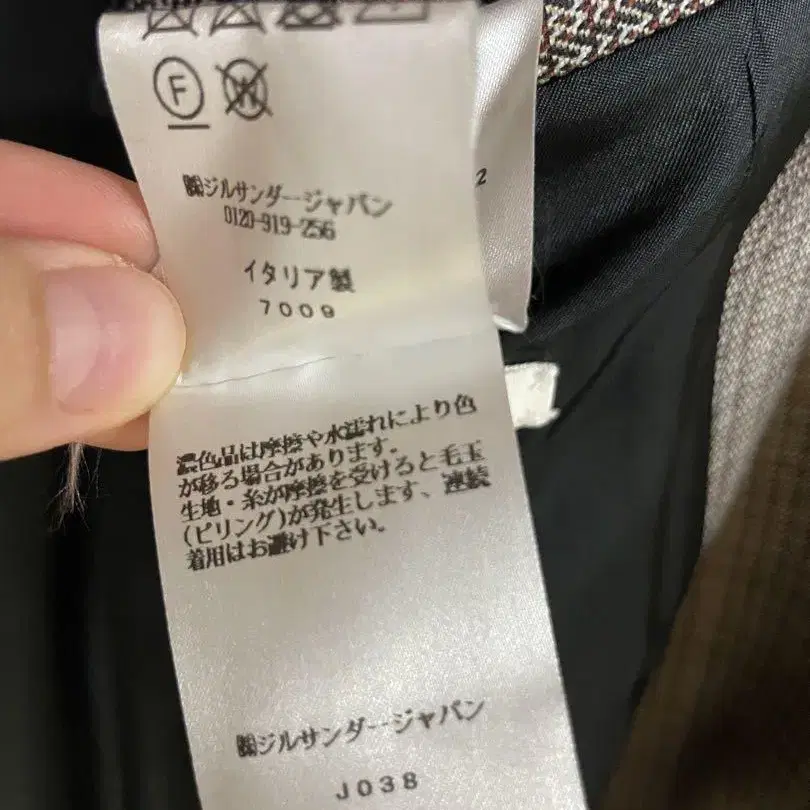 F
W
㈱ジルサンダージャパン
0120-919-256
イタリア製
7009
2
濃色品は摩擦や水濡れにより色
が移る場合があります。
生地・糸が摩擦を受けると毛玉
(ピリング)が発生します、連続
着用はお避け下さい。
㈱ジルサンダージャパン
J038